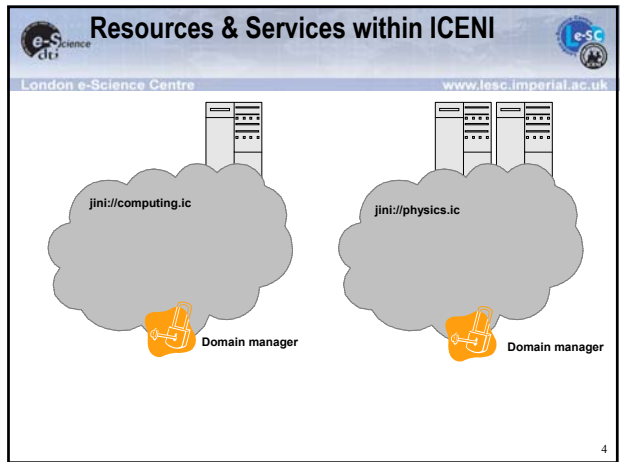 Resources & Services within ICENI
e-Science
dti
e-SC
London e-Science Centre
www.lesc.imperial.ac.uk
jini://computing.ic
jini://physics.ic
Domain manager
Domain manager
4